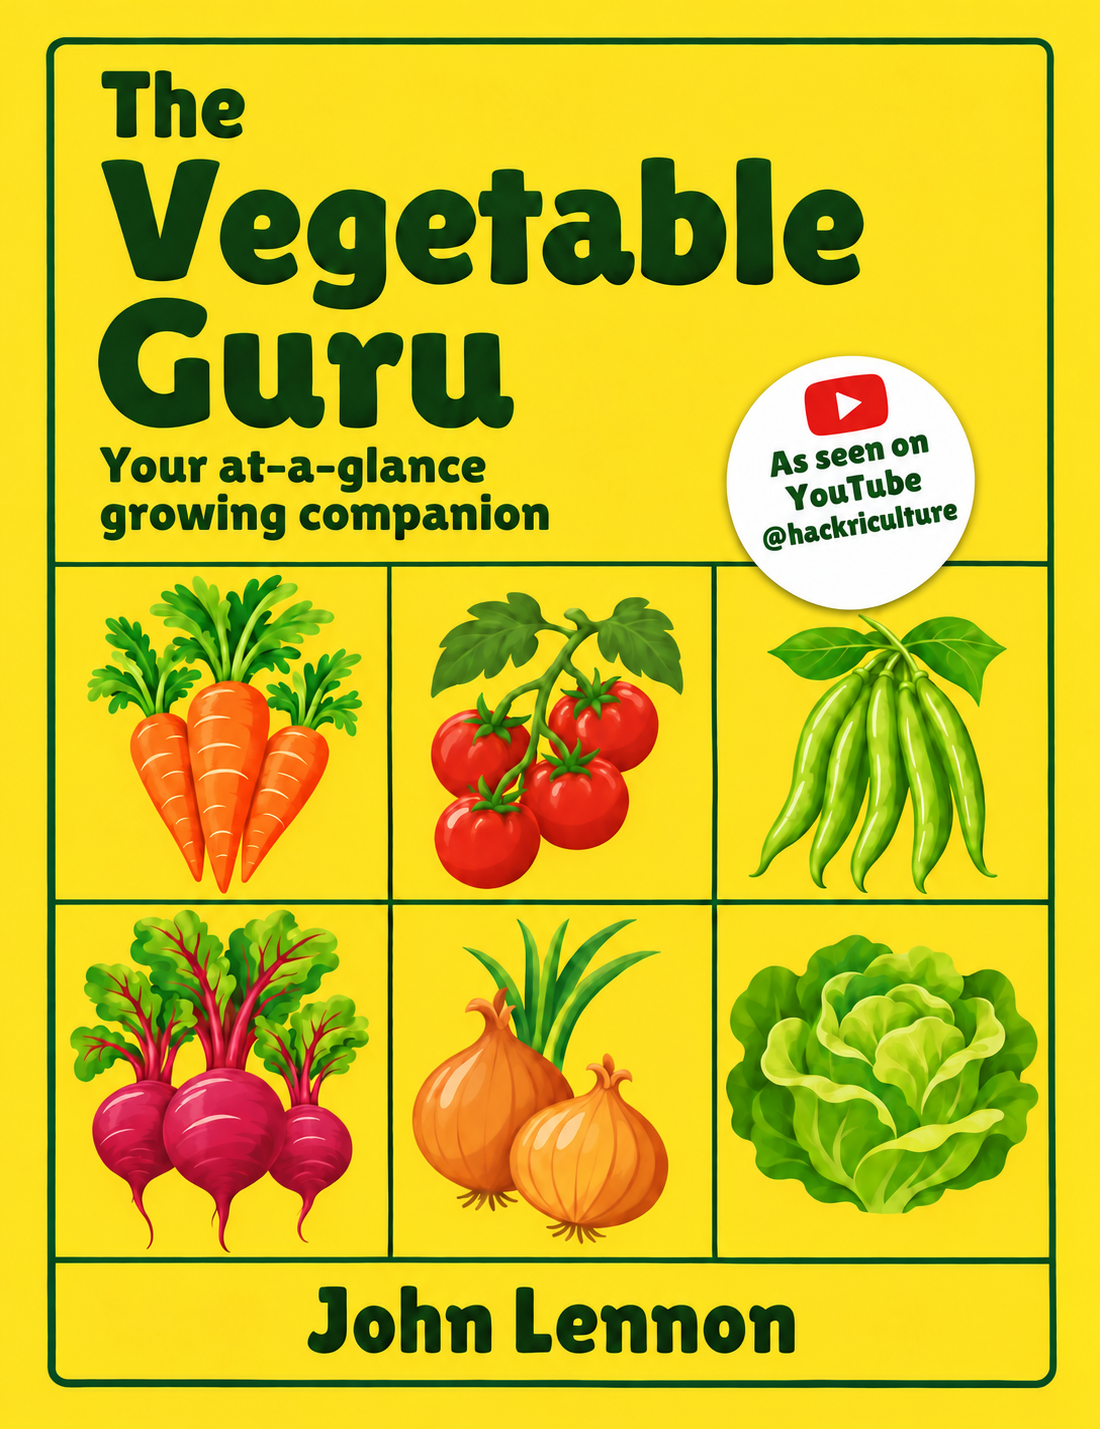 The
Vegetable
Guru
Your at-a-glance
growing companion
As seen on
YouTube
@hackriculture
John Lennon